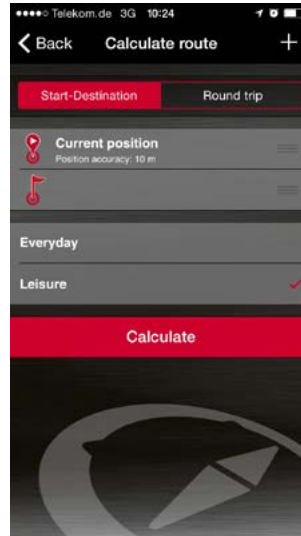 Telekom.de 3G 10:24
Back Calculate route +
Start-Destination Round trip
Current position
Position accuracy: 10 m
Everyday
Leisure
Calculate